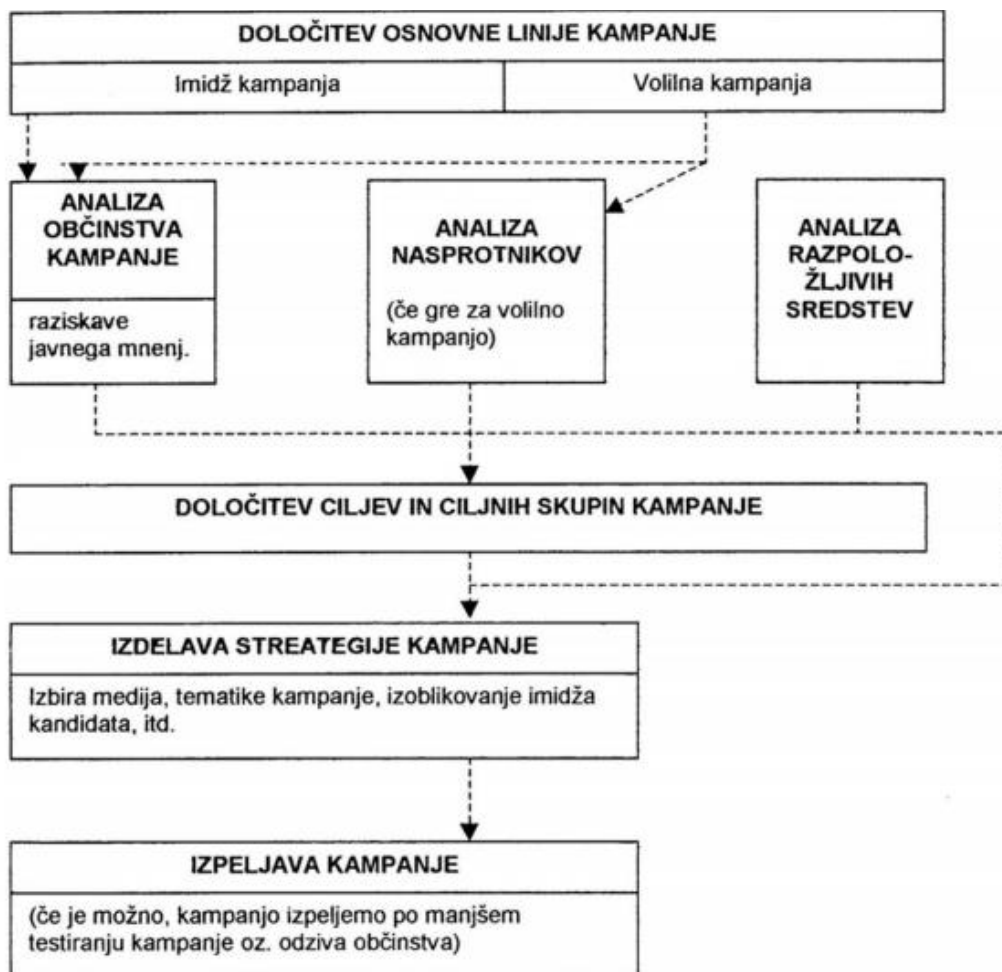 DOLOČITEV OSNOVNE LINIJE KAMPANJE
Imidž kampanja
Volilna kampanja
ANALIZA
OBČINSTVA
KAMPANJE
raziskave
javnega mnenj.
ANALIZA
NASPROTNIKOV
(če gre za volilno
kampanjo)
ANALIZA
RAZPOLO-
ŽLJIVIH
SREDSTEV
DOLOČITEV CILJEV IN CILJNIH SKUPIN KAMPANJE
IZDELAVA STREATEGIJE KAMPANJE
Izbira medija, tematike kampanje, izoblikovanje imidža
kandidata, itd.
IZPELJAVA KAMPANJE
(če je možno, kampanjo izpeljemo po manjšem
testiranju kampanje oz. odziva občinstva)